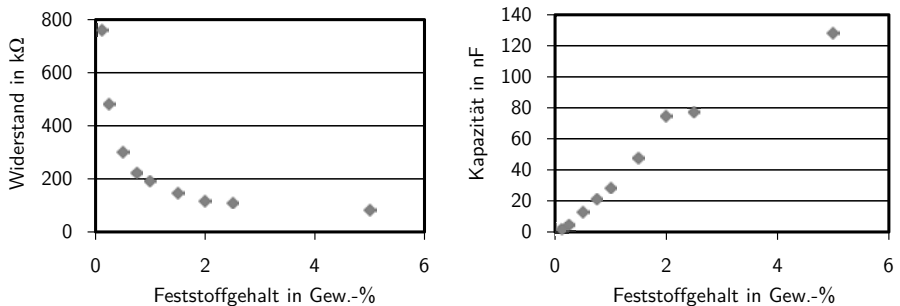 Widerstand in kΩ
800
600
400
200
0
0 2 4 6
Feststoffgehalt in Gew.-%
Kapazität in nF
140
120
100
80
60
40
20
0
0 2 4 6
Feststoffgehalt in Gew.-%